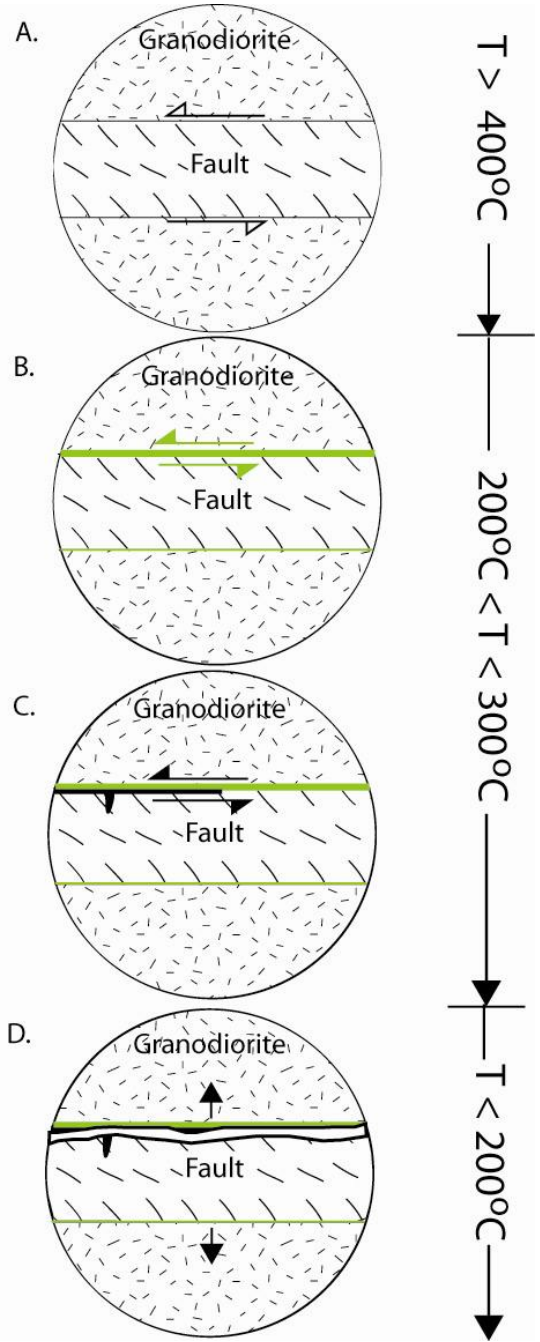 A.
Granodiorite
Fault
T > 400°C
B.
Granodiorite
Fault
200°C < T < 300°C
C.
Granodiorite
Fault
D.
Granodiorite
Fault
T < 200°C